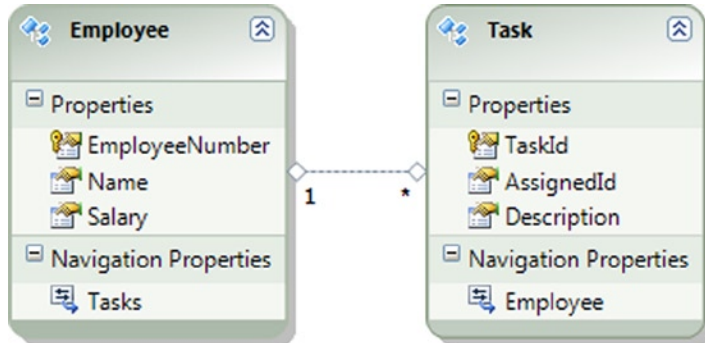 Employee
Properties
EmployeeNumber
Name
Salary
Navigation Properties
Tasks
1
*
Task
Properties
TaskId
AssignedId
Description
Navigation Properties
Employee